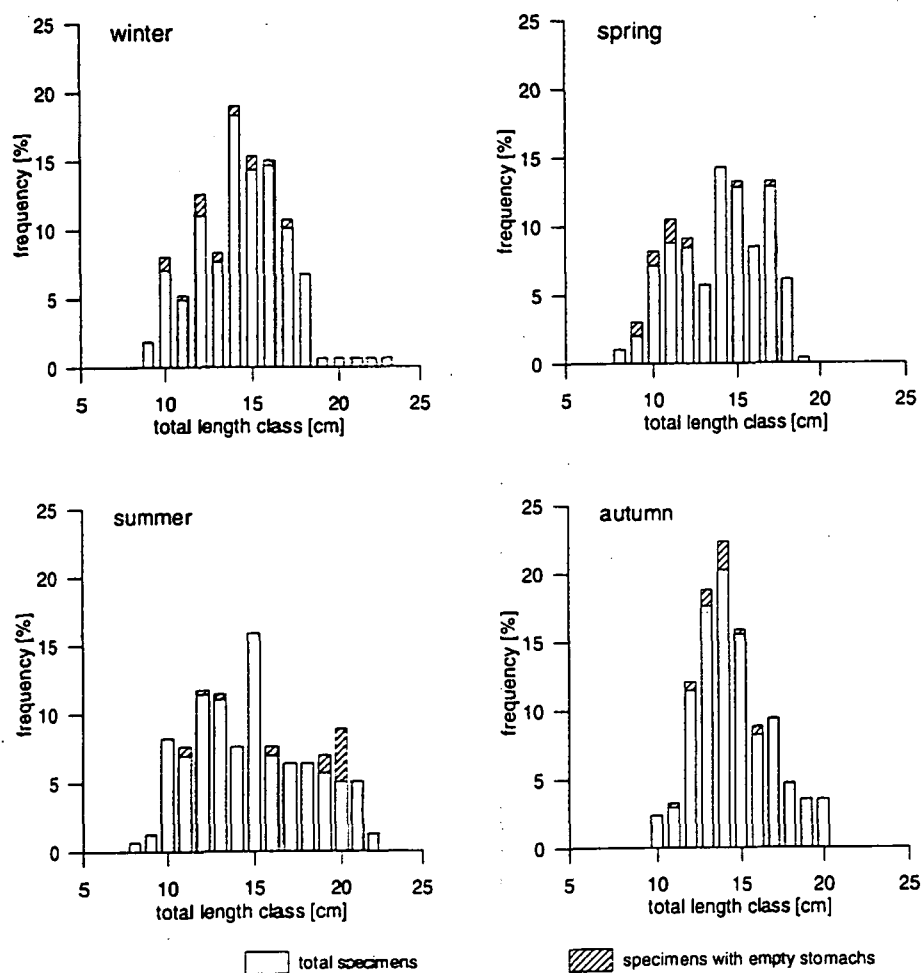 winter
25
20
15
10
5
0
frequency [%]
5 10 15 20 25
total length class [cm]
spring
25
20
15
10
5
0
frequency [%]
5 10 15 20 25
total length class [cm]
summer
25
20
15
10
5
0
frequency [%]
5 10 15 20 25
total length class [cm]
autumn
25
20
15
10
5
0
frequency [%]
5 10 15 20 25
total length class [cm]
total specimens
specimens with empty stomachs